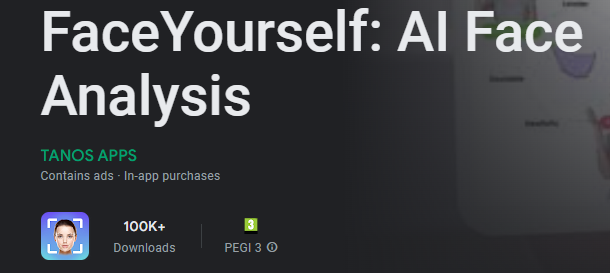 FaceYourself: AI Face
Analysis
TANOS APPS
Contains ads · In-app purchases
100K+
Downloads
3
PEGI 3 ⓘ